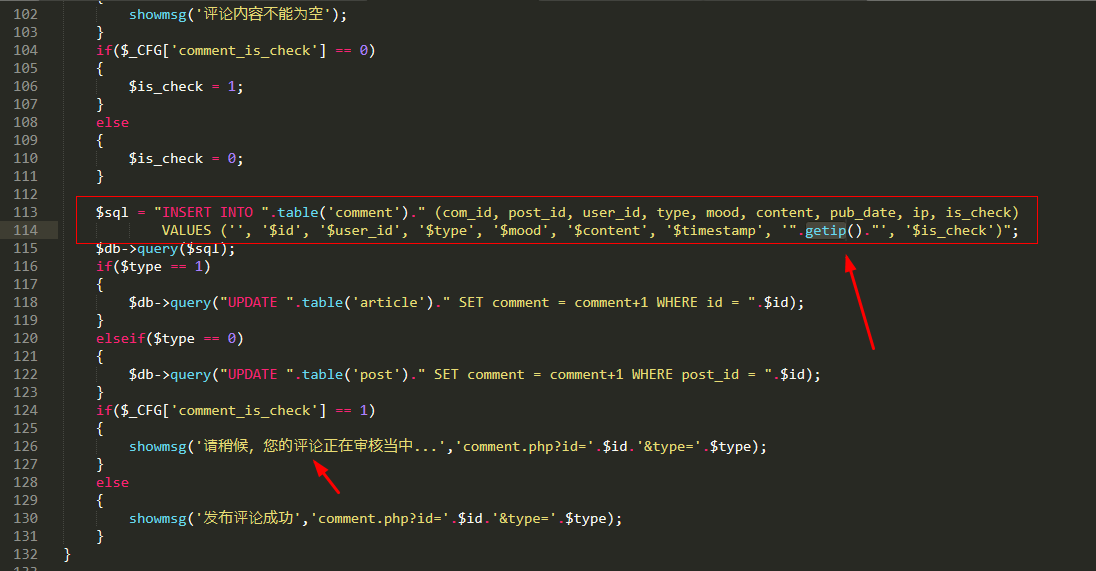 {
102 showmsg('评论内容不能为空');
103 }
104 if($_CFG['comment_is_check'] == 0)
105 {
106 $is_check = 1;
107 }
108 else
109 {
110 $is_check = 0;
111 }
112
113 $sql = "INSERT INTO ".table('comment')." (com_id, post_id, user_id, type, mood, content, pub_date, ip, is_check)
114 VALUES ('', '$id', '$user_id', '$type', '$mood', '$content', '$timestamp', '".getip()."', '$is_check')";
115 $db->query($sql);
116 if($type == 1)
117 {
118 $db->query("UPDATE ".table('article')." SET comment = comment+1 WHERE id = ".$id);
119 }
120 elseif($type == 0)
121 {
122 $db->query("UPDATE ".table('post')." SET comment = comment+1 WHERE post_id = ".$id);
123 }
124 if($_CFG['comment_is_check'] == 1)
125 {
126 showmsg('请稍候，您的评论正在审核当中...','comment.php?id='.$id.'&type='.$type);
127 }
128 else
129 {
130 showmsg('发布评论成功','comment.php?id='.$id.'&type='.$type);
131 }
132 }
133